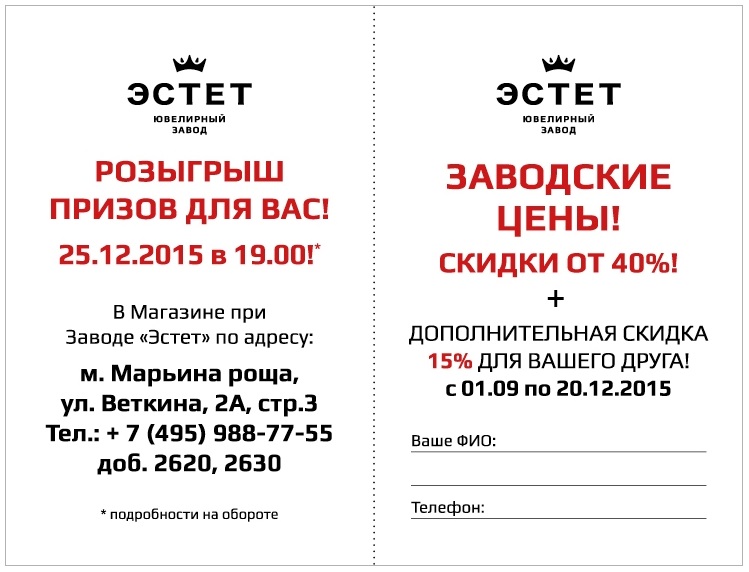 ЭСТЕТ
ЮВЕЛИРНЫЙ
ЗАВОД
РОЗЫГРЫШ
ПРИЗОВ ДЛЯ ВАС!
25.12.2015 в 19.00!*
В Магазине при
Заводе «Эстет» по адресу:
м. Марьина роща,
ул. Веткина, 2А, стр.3
Тел.: + 7 (495) 988-77-55
доб. 2620, 2630
* подробности на обороте
ЭСТЕТ
ЮВЕЛИРНЫЙ
ЗАВОД
ЗАВОДСКИЕ
ЦЕНЫ!
СКИДКИ ОТ 40%!
+
ДОПОЛНИТЕЛЬНАЯ СКИДКА
15% ДЛЯ ВАШЕГО ДРУГА!
с 01.09 по 20.12.2015
Ваше ФИО:
Телефон: